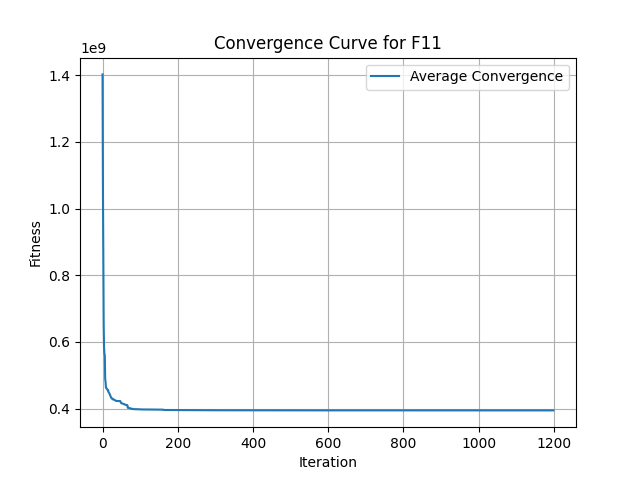 Convergence Curve for F11
1e9
Average Convergence
1.4
1.2
1.0
0.8
0.6
0.4
Fitness
0 200 400 600 800 1000 1200
Iteration